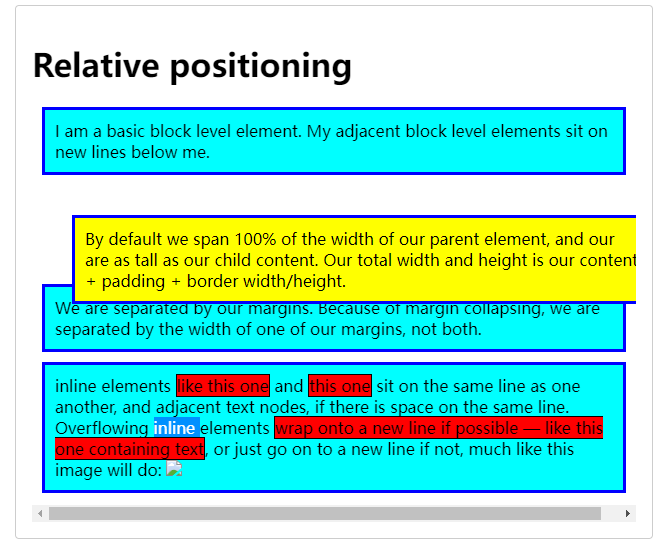 Relative positioning
I am a basic block level element. My adjacent block level elements sit on
new lines below me.
By default we span 100% of the width of our parent element, and our
are as tall as our child content. Our total width and height is our content
+ padding + border width/height.
We are separated by our margins. Because of margin collapsing, we are
separated by the width of one of our margins, not both.
inline elements like this one and this one sit on the same line as one
another, and adjacent text nodes, if there is space on the same line.
Overflowing inline elements wrap onto a new line if possible — like this
one containing text, or just go on to a new line if not, much like this
image will do: